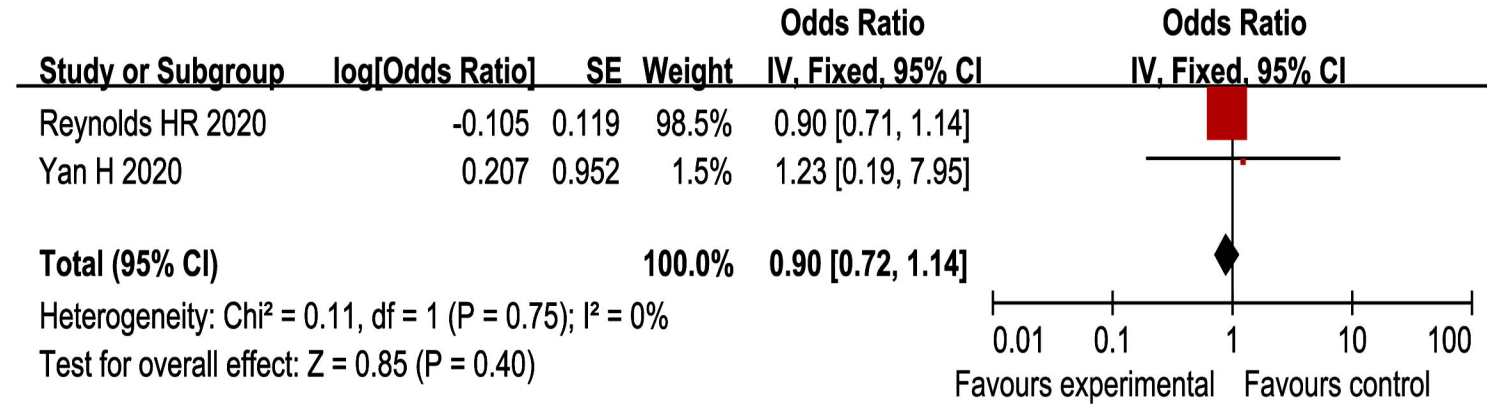 Odds Ratio Odds Ratio
Study or Subgroup log[Odds Ratio] SE Weight IV, Fixed, 95% CI IV, Fixed, 95% CI
Reynolds HR 2020 -0.105 0.119 98.5% 0.90 [0.71, 1.14]
Yan H 2020 0.207 0.952 1.5% 1.23 [0.19, 7.95]
Total (95% CI) 100.0% 0.90 [0.72, 1.14]
Heterogeneity: Chi² = 0.11, df = 1 (P = 0.75); I² = 0%
0.01 0.1 1 10 100
Test for overall effect: Z = 0.85 (P = 0.40)
Favours experimental Favours control